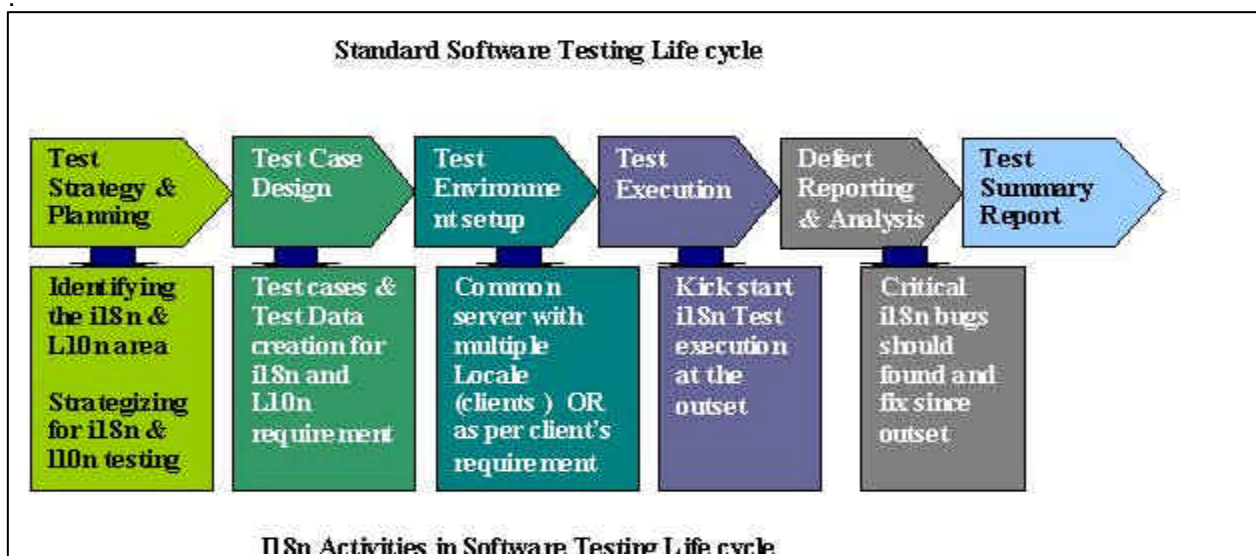 Standard Software Testing Life cycle
Test
Strategy &
Planning
Test Case
Design
Test
Environme
nt setup
Test
Execution
Defect
Reporting
& Analysis
Test
Summary
Report
Identifying
the i18n &
L10n area
Strategizing
for i18n &
l10n testing
Test cases &
Test Data
creation for
i18n and
L10n
requirement
Common
server with
multiple
Locale
(clients ) OR
as per client's
requirement
Kick start
i18n Test
execution
at the
outset
Critical
i18n bugs
should
found and
fix since
outset
I18n Activities in Software Testing Life cycle